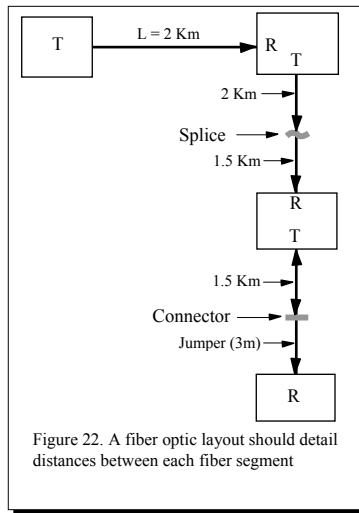 T
L = 2 Km
R
T
2 Km
Splice
1.5 Km
R
T
1.5 Km
Connector
Jumper (3m)
R
Figure 22. A fiber optic layout should detail
distances between each fiber segment